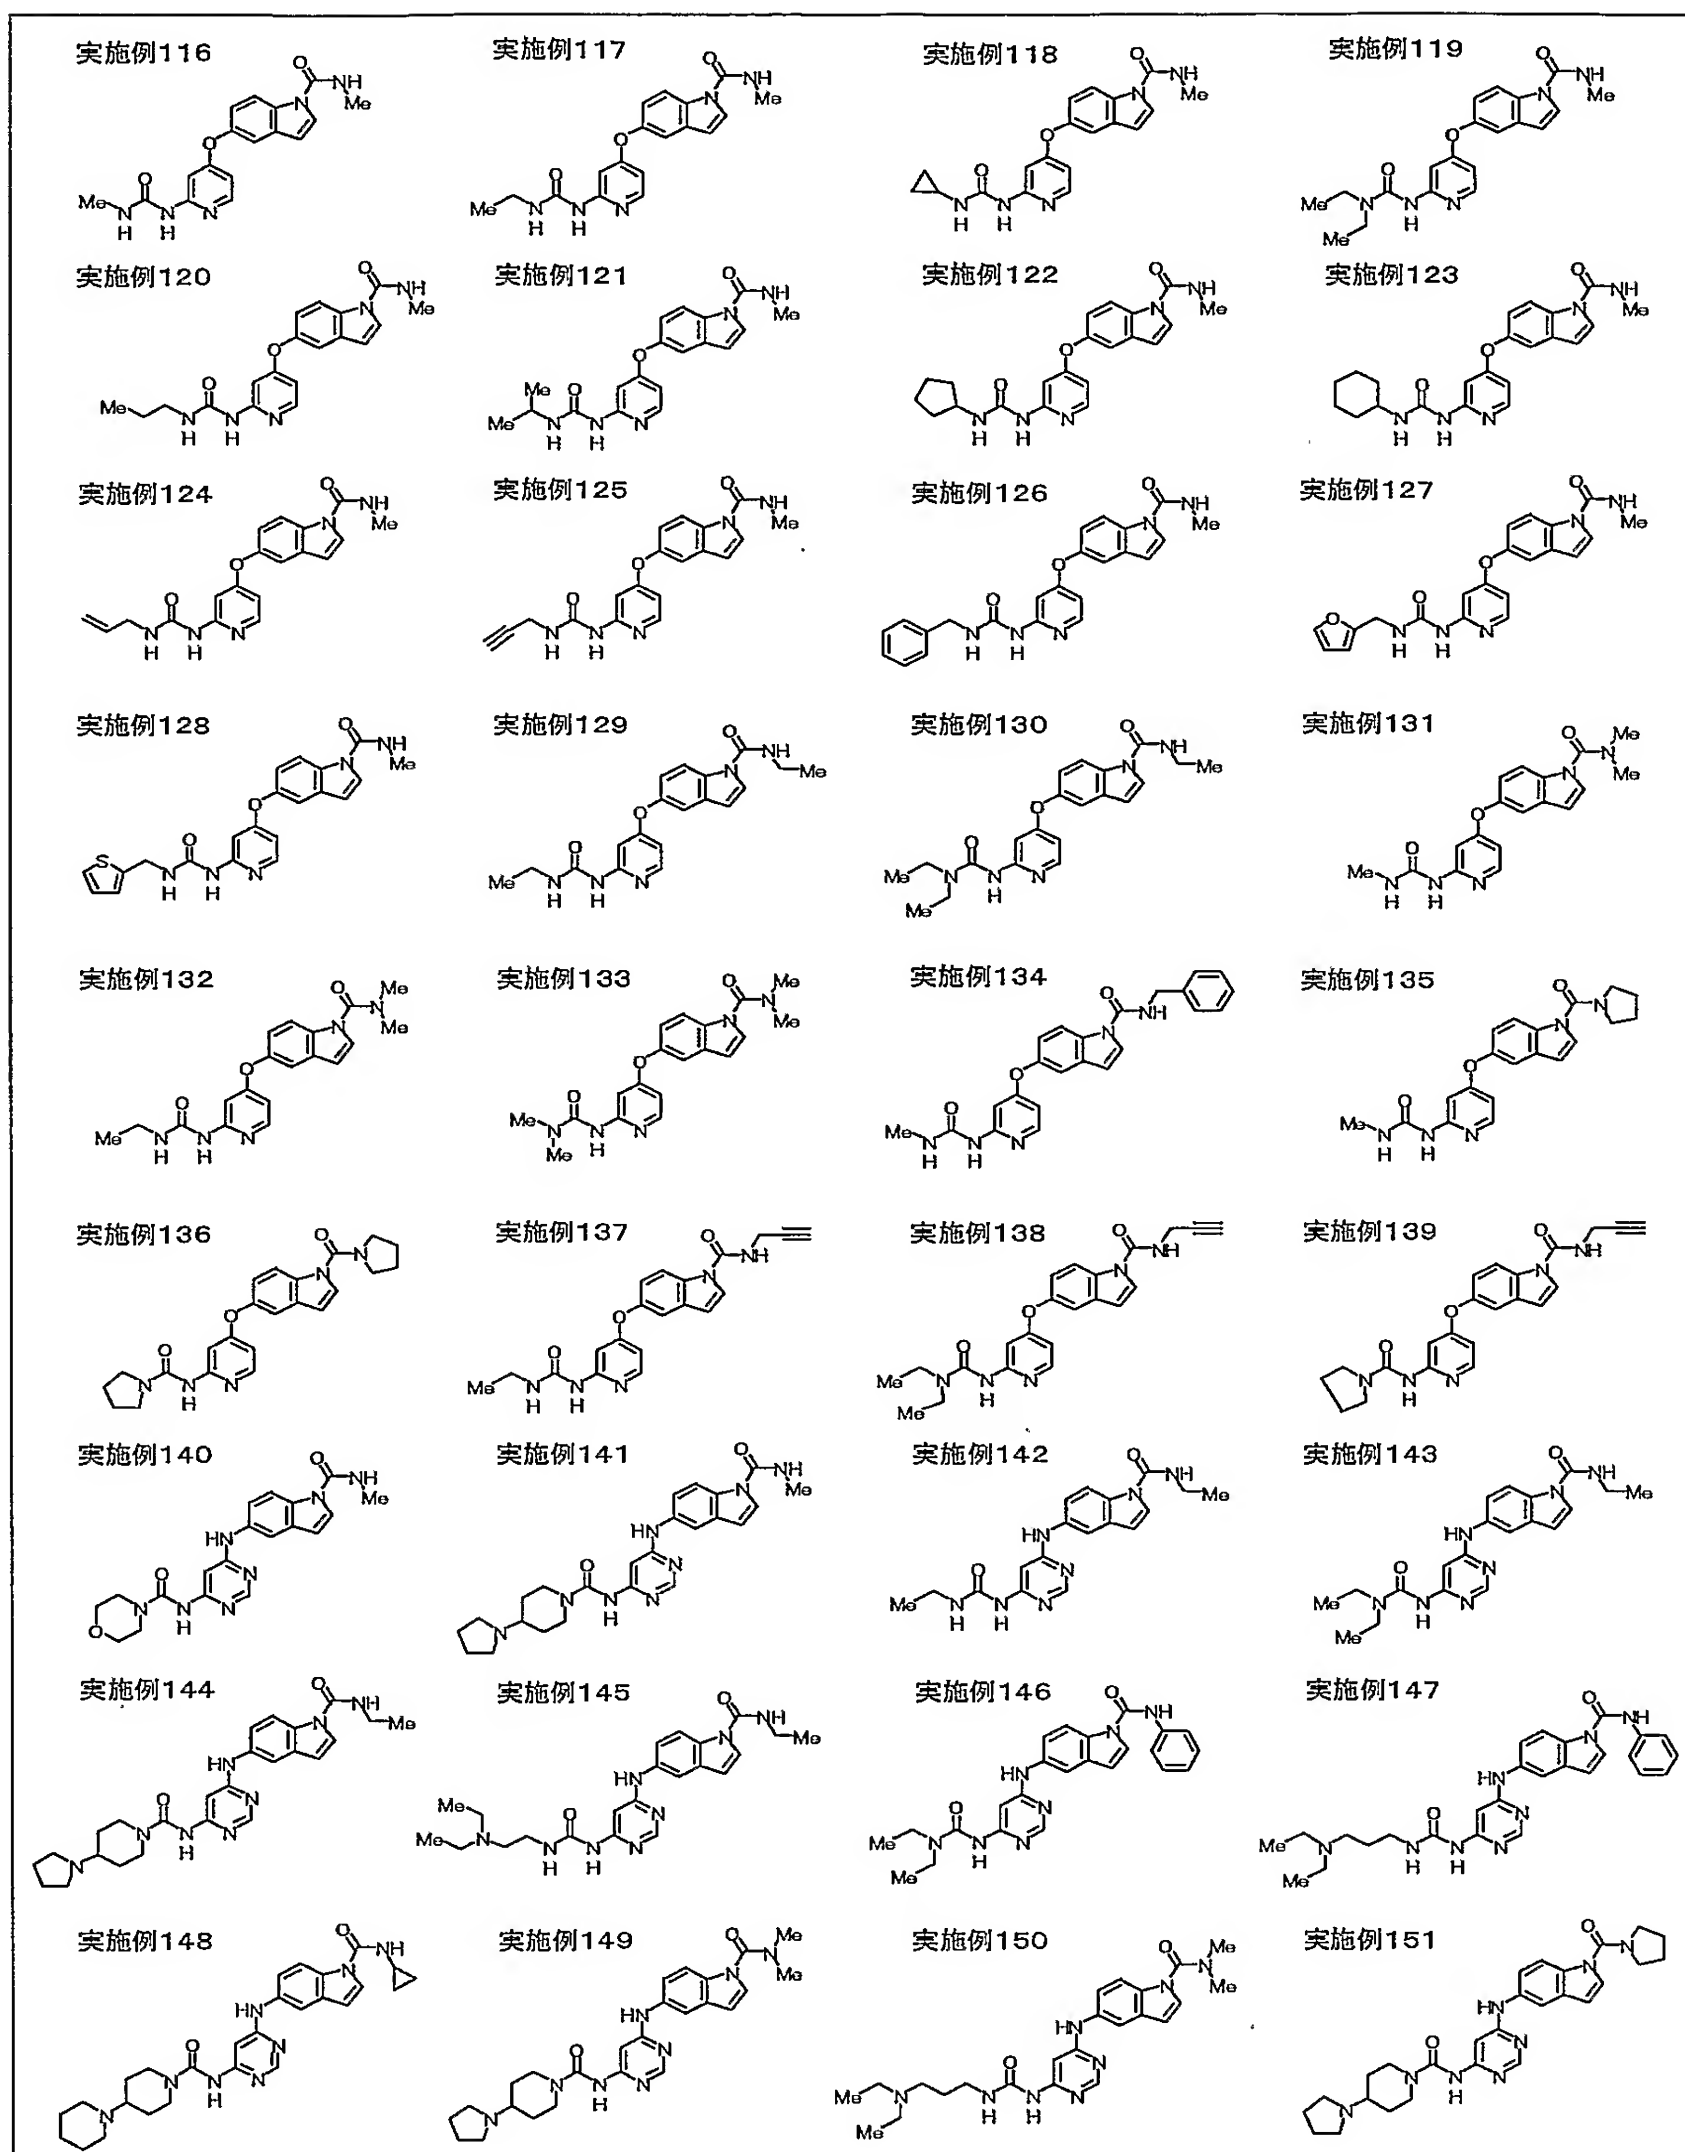 実施例116 実施例117 実施例118 実施例119
実施例120 実施例121 実施例122 実施例123
実施例124 実施例125 実施例126 実施例127
実施例128 実施例129 実施例130 実施例131
実施例132 実施例133 実施例134 実施例135
実施例136 実施例137 実施例138 実施例139
実施例140 実施例141 実施例142 実施例143
実施例144 実施例145 実施例146 実施例147
実施例148 実施例149 実施例150 実施例151